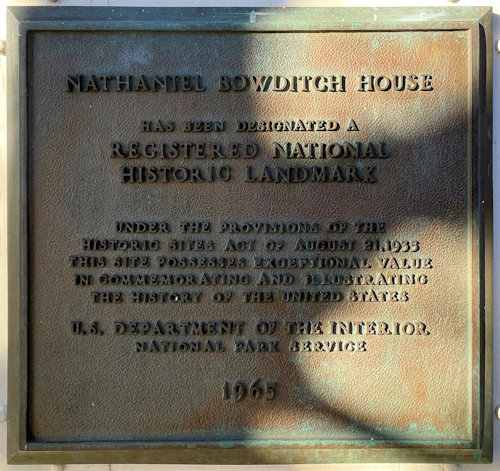 NATHANIEL BOWDITCH HOUSE
HAS BEEN DESIGNATED A
REGISTERED NATIONAL
HISTORIC LANDMARK
UNDER THE PROVISIONS OF THE
HISTORIC SITES ACT OF AUGUST 21, 1935
THIS SITE POSSESSES EXCEPTIONAL VALUE
IN COMMEMORATING AND ILLUSTRATING
THE HISTORY OF THE UNITED STATES
U.S. DEPARTMENT OF THE INTERIOR
NATIONAL PARK SERVICE
1965